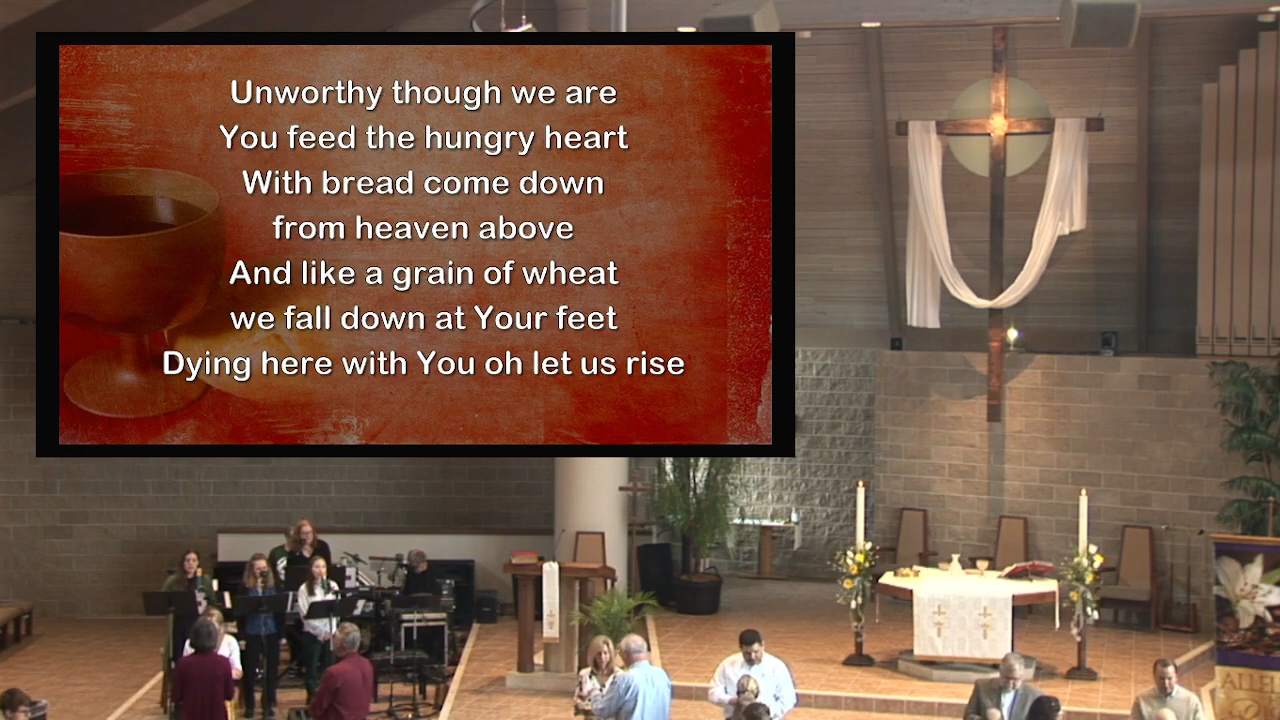 Unworthy though we are
You feed the hungry heart
With bread come down
from heaven above
And like a grain of wheat
we fall down at Your feet
Dying here with You oh let us rise
ALLEL